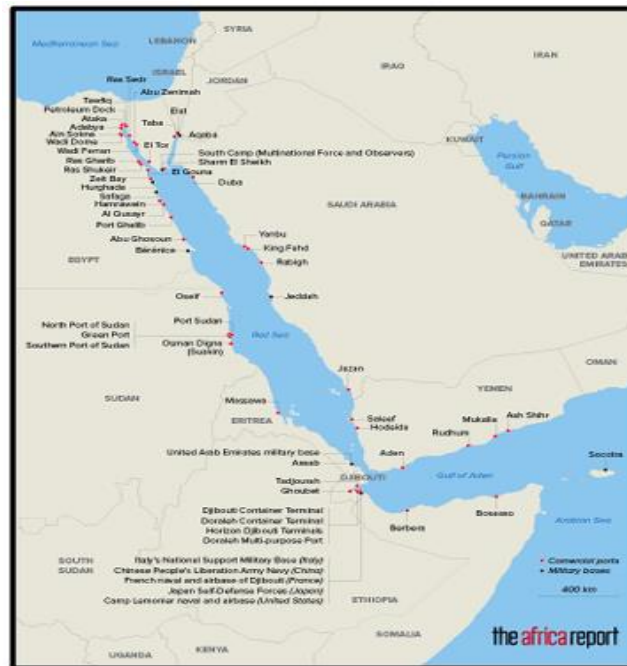 SYRIA
Mediterranean Sea
LEBANON
IRAQ
IRAN
ISRAEL
JORDAN
Ras Sedr
Abu Zenimah
Tawfiq
Petroleum Dock
Ataka
Adabya
Ain Sokna
Wadi Doma
Wadi Feiran
Ras Gharib
Ras Shukeir
Zeit Bay
Hurghada
Safaga
Hamrawein
Al Qusayr
Port Ghalib
Abu Ghosoun
Bérénice
Eilat
Taba
Aqaba
El Tor
South Camp (Multinational Force and Observers)
Sharm El Sheikh
El Gouna
Duba
KUWAIT
Persian
Gulf
BAHRAIN
QATAR
UNITED ARAB
EMIRATES
SAUDI ARABIA
EGYPT
Yanbu
King Fahd
Rabigh
Jeddah
Oseif
Port Sudan
North Port of Sudan
Green Port
Southern Port of Sudan
Osman Digna
(Suakin)
Red Sea
OMAN
SUDAN
Jazan
YEMEN
Massawa
ERITREA
Saleef
Hodeida
Ash Shihr
Mukalla
Rudhum
Aden
United Arab Emirates military base
Assab
Socotra
Tadjourah
Ghoubet
DJIBOUTI
Gulf of Aden
Djibouti Container Terminal
Doraleh Container Terminal
Horizon Djibouti Terminals
Doraleh Multi-purpose Port
Berbera
Bosasso
Arabian Sea
SOUTH
SUDAN
Italy's National Support Military Base (Italy)
Chinese People's Liberation Army Navy (China)
French naval and airbase of Djibouti (France)
Japan Self-Defense Forces (Japan)
Camp Lemonier naval and airbase (United States)
Comercial ports
Military bases
400 km
ETHIOPIA
SOMALIA
UGANDA
KENYA
the africa report